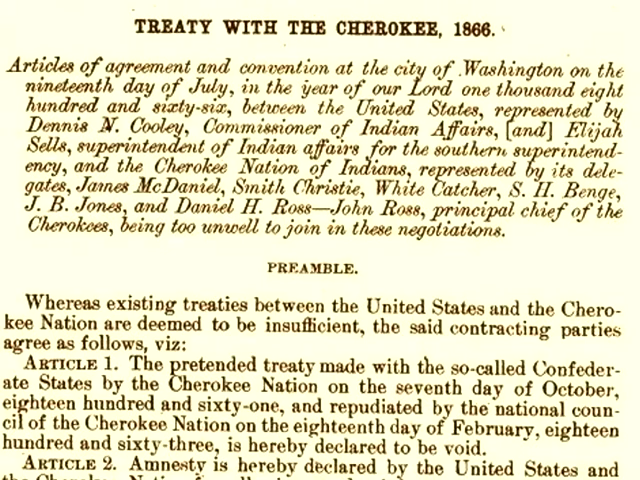 TREATY WITH THE CHEROKEE, 1866.
Articles of agreement and convention at the city of Washington on the
nineteenth day of July, in the year of our Lord one thousand eight
hundred and sixty-six, between the United States, represented by
Dennis N. Cooley, Commissioner of Indian Affairs, [and] Elijah
Sells, superintendent of Indian affairs for the southern superintend-
ency, and the Cherokee Nation of Indians, represented by its dele-
gates, James McDaniel, Smith Christie, White Catcher, S. H. Benge,
J. B. Jones, and Daniel H. Ross—John Ross, principal chief of the
Cherokees, being too unwell to join in these negotiations.
PREAMBLE.
Whereas existing treaties between the United States and the Chero-
kee Nation are deemed to be insufficient, the said contracting parties
agree as follows, viz:
ARTICLE 1. The pretended treaty made with the so-called Confeder-
ate States by the Cherokee Nation on the seventh day of October,
eighteen hundred and sixty-one, and repudiated by the national coun-
cil of the Cherokee Nation on the eighteenth day of February, eighteen
hundred and sixty-three, is hereby declared to be void.
ARTICLE 2. Amnesty is hereby declared by the United States and